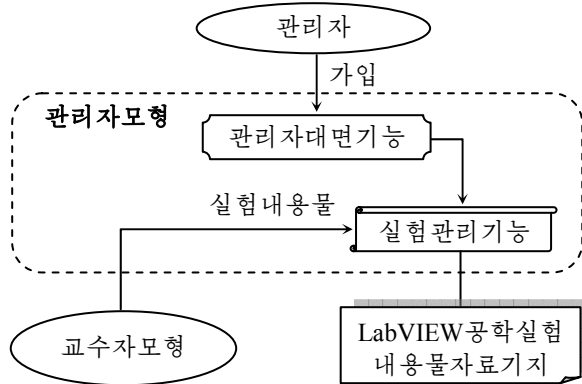 관리자
가입
관리자모형
관리자대면기능
실험내용물
실험관리기능
교수자모형
LabVIEW공학실험
내용물자료기지